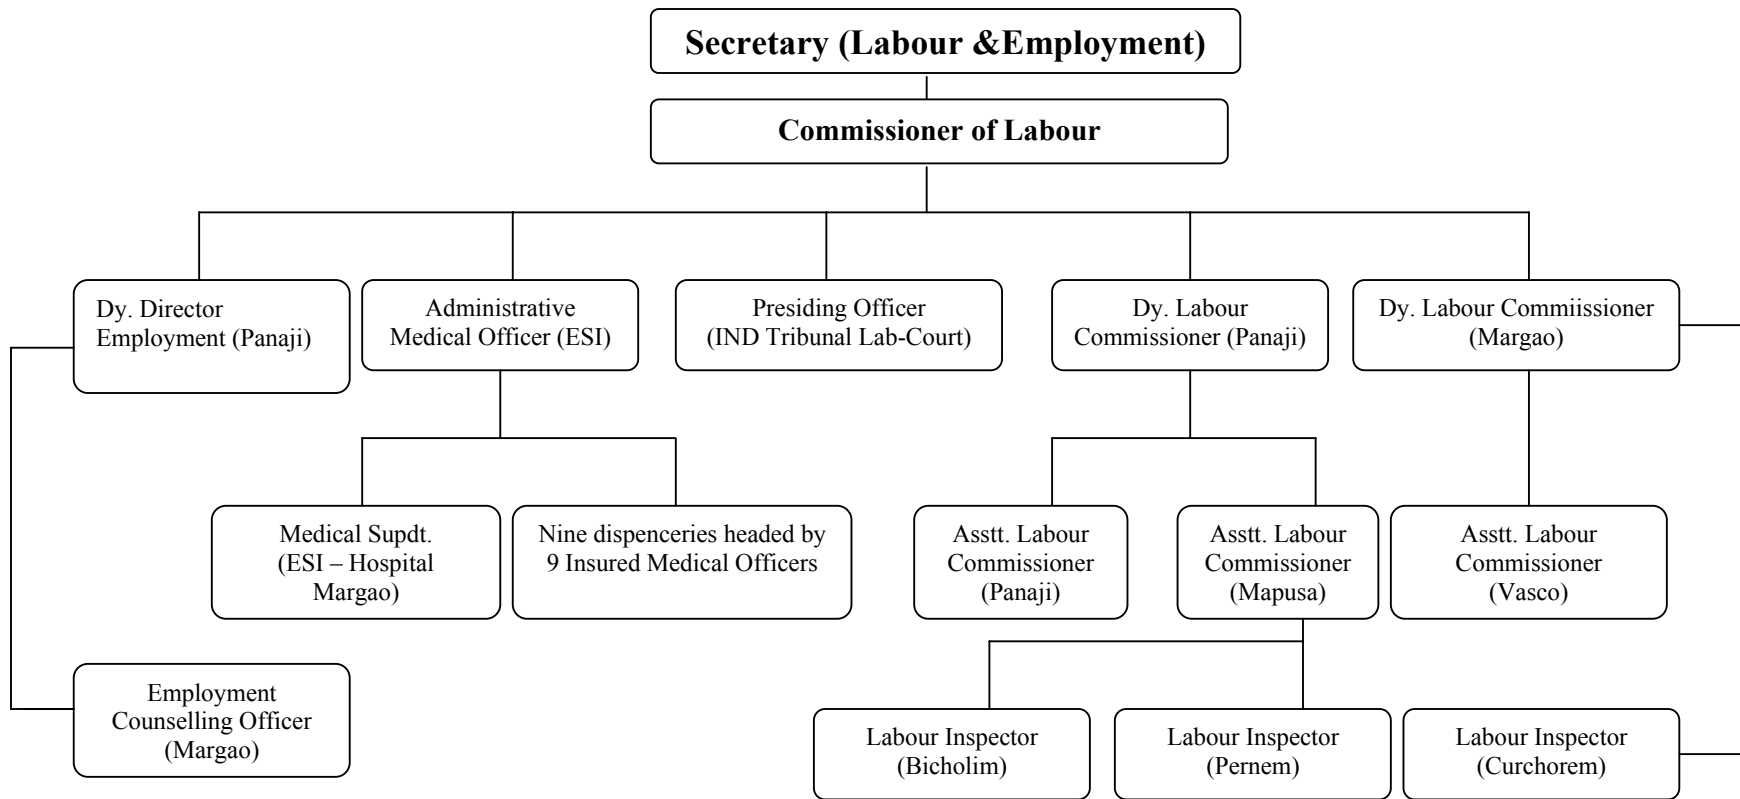 Secretary (Labour &Employment)
Commissioner of Labour
Dy. Director
Employment (Panaji)
Administrative
Medical Officer (ESI)
Presiding Officer
(IND Tribunal Lab-Court)
Dy. Labour
Commissioner (Panaji)
Dy. Labour Commiissioner
(Margao)
Medical Supdt.
(ESI – Hospital
Margao)
Nine dispenceries headed by
9 Insured Medical Officers
Asstt. Labour
Commissioner
(Panaji)
Asstt. Labour
Commissioner
(Mapusa)
Asstt. Labour
Commissioner
(Vasco)
Employment
Counselling Officer
(Margao)
Labour Inspector
(Bicholim)
Labour Inspector
(Pernem)
Labour Inspector
(Curchorem)